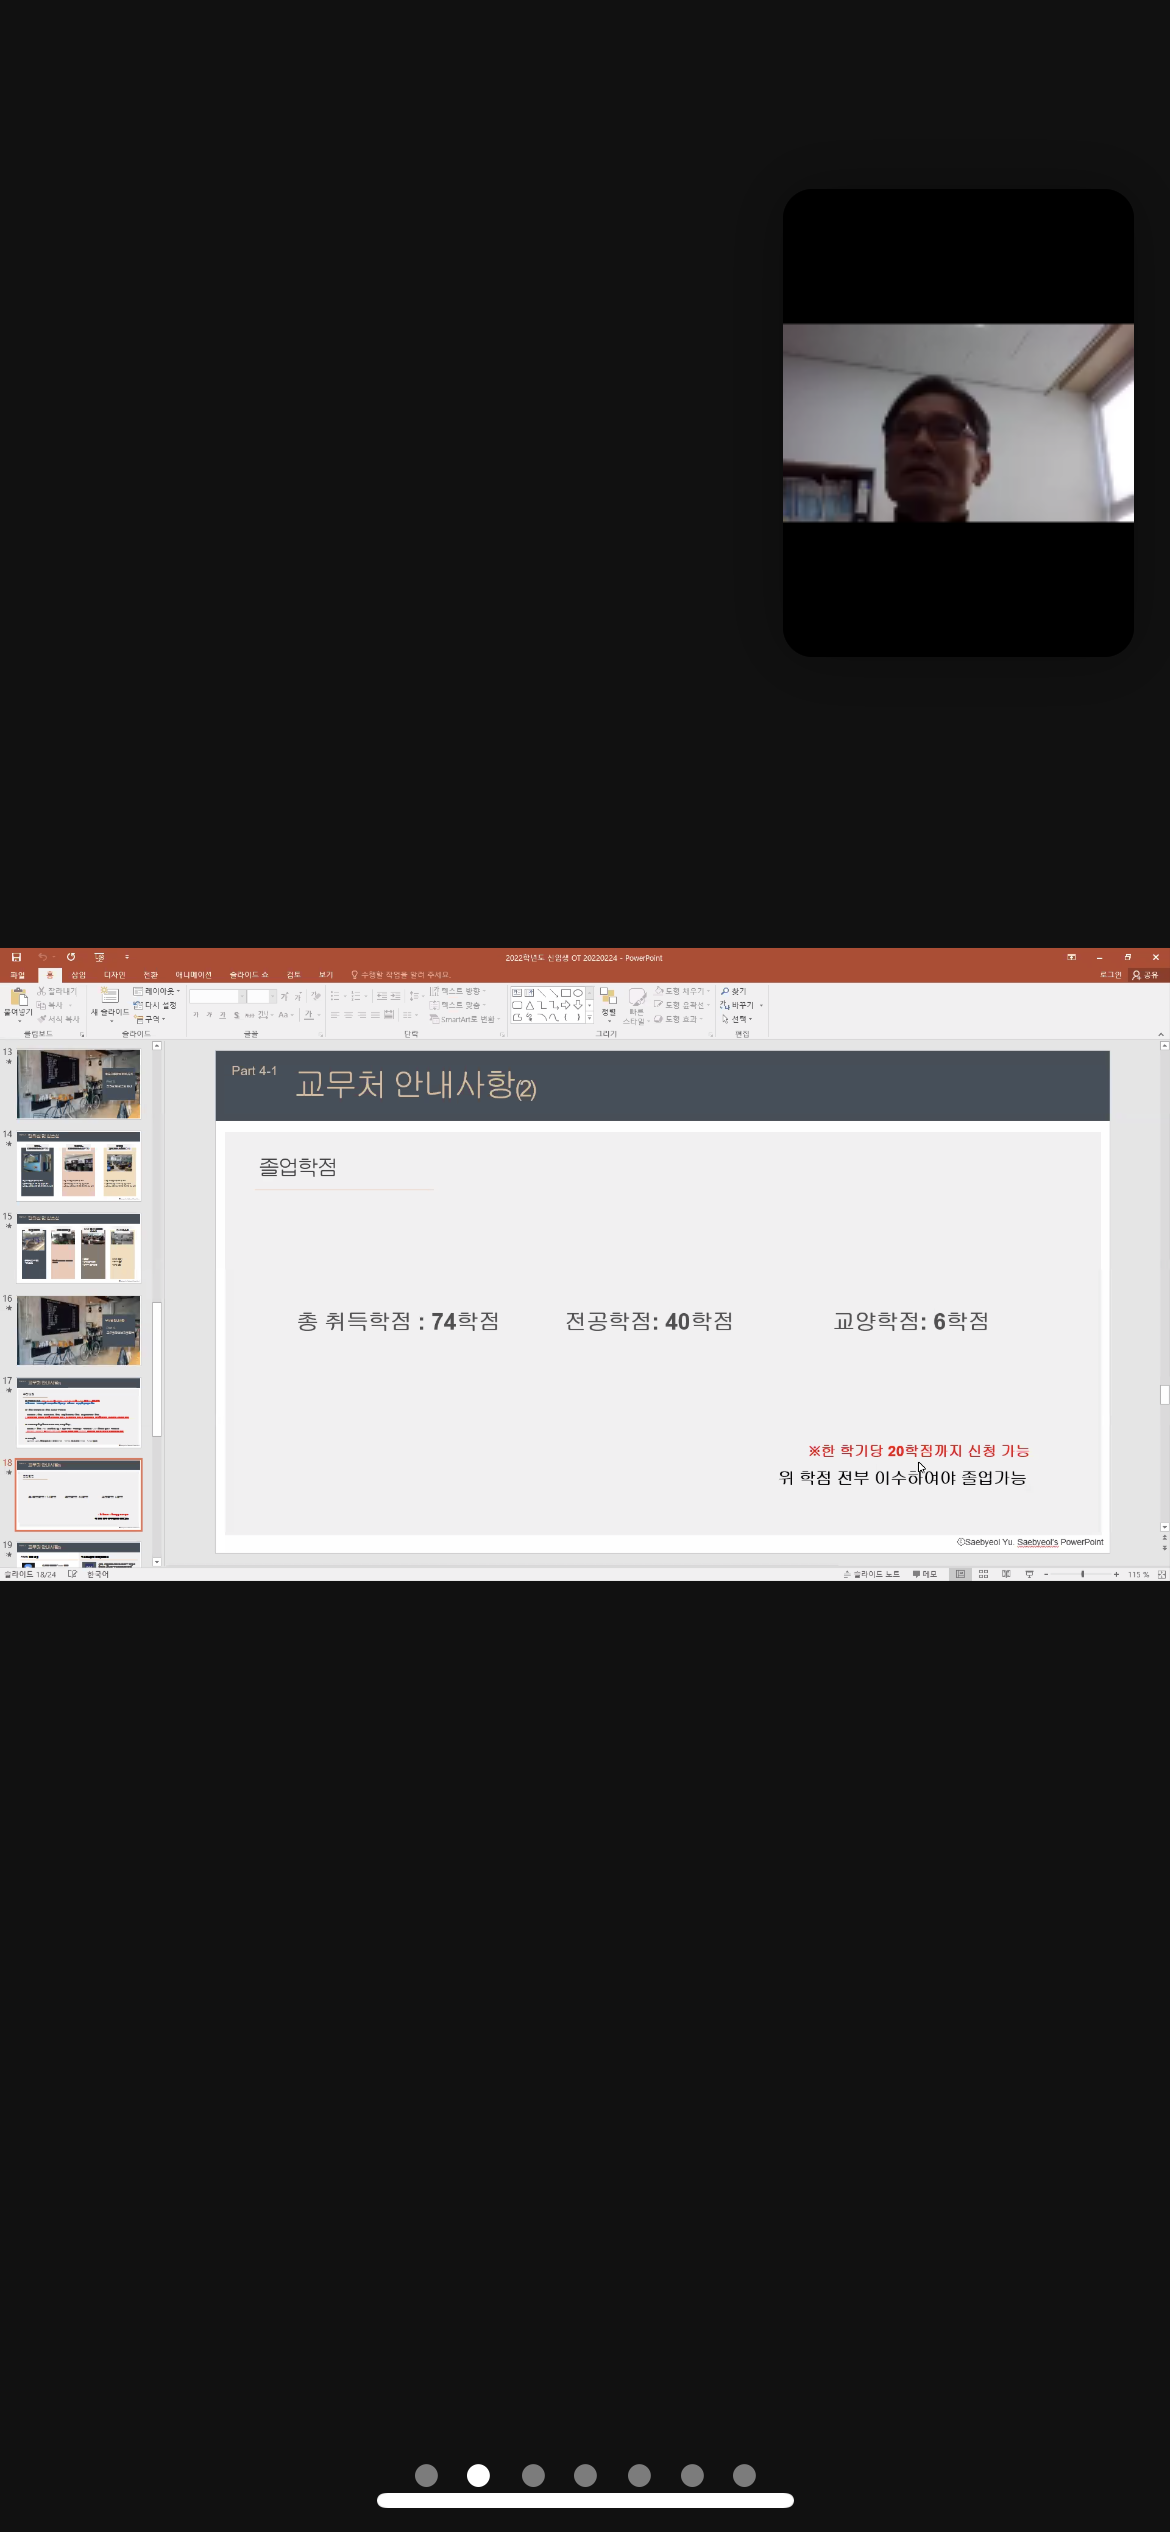 2022학년도 신입생 OT 20220224 - PowerPoint
파일 홈 삽입 디자인 전환 애니메이션 슬라이드 쇼 검토 보기 수행할 작업을 알려 주세요. 로그인 공유
붙여넣기 잘라내기 복사 서식 복사
새 슬라이드 레이아웃 다시 설정 구역
텍스트 방향 텍스트 맞춤 SmartArt로 변환
정렬 빠른 스타일 도형 채우기 도형 윤곽선 도형 효과
찾기 바꾸기 선택
클립보드 슬라이드 글꼴 단락 그리기 편집
13
14
15
16
17
18
19
Part 4-1 교무처 안내사항(2)
졸업학점
총 취득학점 : 74학점 전공학점: 40학점 교양학점: 6학점
※한 학기당 20학점까지 신청 가능
위 학점 전부 이수하여야 졸업가능
ⓒSaebyeol Yu. Saebyeol's PowerPoint
슬라이드 18/24 한국어 슬라이드 노트 메모 115 %